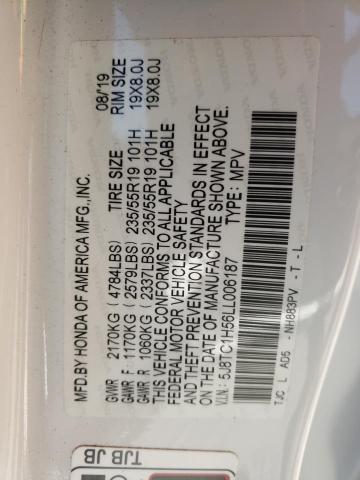 MFD.BY HONDA OF AMERICA MFG.,INC. 08/19
GVWR 2170KG ( 4784LBS) TIRE SIZE RIM SIZE
GAWR F 1170KG ( 2579LBS) 235/55R19 101H 19X8.0J
GAWR R 1060KG ( 2337LBS) 235/55R19 101H 19X8.0J
THIS VEHICLE CONFORMS TO ALL APPLICABLE
FEDERAL MOTOR VEHICLE SAFETY
AND THEFT PREVENTION STANDARDS IN EFFECT
ON THE DATE OF MANUFACTURE SHOWN ABOVE.
V.I.N.: 5J8TC1H56LL006187 TYPE: MPV
TJC L AD5 -NH883PV - T - L
TJB JB